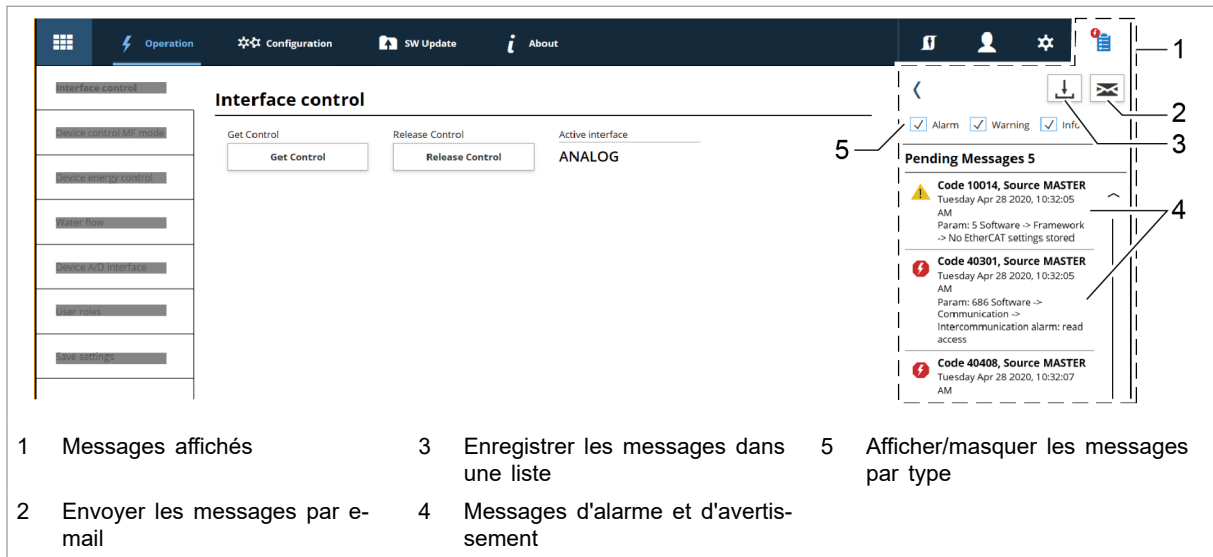 Operation
Configuration
SW Update
About
1
Interface control
Device control MF mode
Device energy control
Water flow
Device A/D interface
User roles
Save settings
Interface control
Get Control
Release Control
Active interface
Get Control
Release Control
ANALOG
2
3
5
Alarm
Warning
Info
Pending Messages 5
Code 10014, Source MASTER
Tuesday Apr 28 2020, 10:32:05
AM
Param: 5 Software -> Framework
-> No EtherCAT settings stored
4
Code 40301, Source MASTER
Tuesday Apr 28 2020, 10:32:05
AM
Param: 686 Software ->
Communication ->
Intercommunication alarm: read
access
Code 40408, Source MASTER
Tuesday Apr 28 2020, 10:32:07
AM
1 Messages affichés
2 Envoyer les messages par e-
mail
3 Enregistrer les messages dans
une liste
4 Messages d'alarme et d'avertis-
sement
5 Afficher/masquer les messages
par type